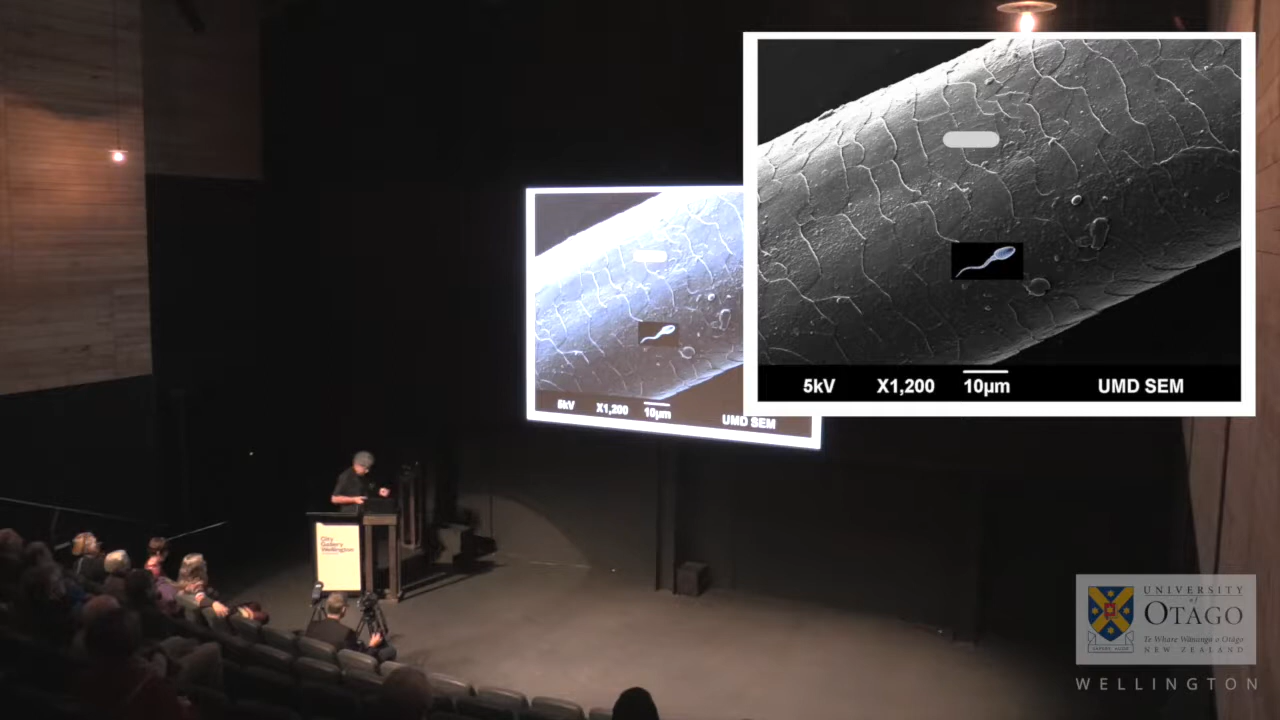 5kV X1,200 10µm UMD SEM
5kV X1,200 10µm UMD SEM
City
Gallery
Wellington
UNIVERSITY
of
OTAGO
Te Whare Wānanga o Otāgo
NEW ZEALAND
WELLINGTON